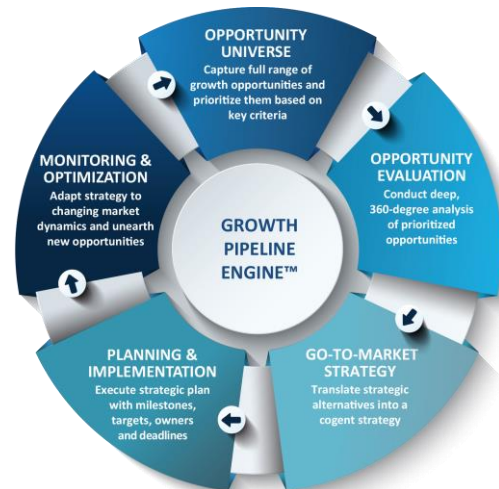 OPPORTUNITY
UNIVERSE
Capture full range of
growth opportunities and
prioritize them based on
key criteria
OPPORTUNITY
EVALUATION
Conduct deep,
360-degree analysis
of prioritized
opportunities
GO-TO-MARKET
STRATEGY
Translate strategic
alternatives into a
cogent strategy
PLANNING &
IMPLEMENTATION
Execute strategic plan
with milestones,
targets, owners
and deadlines
MONITORING &
OPTIMIZATION
Adapt strategy to
changing market
dynamics and unearth
new opportunities
GROWTH
PIPELINE
ENGINE™